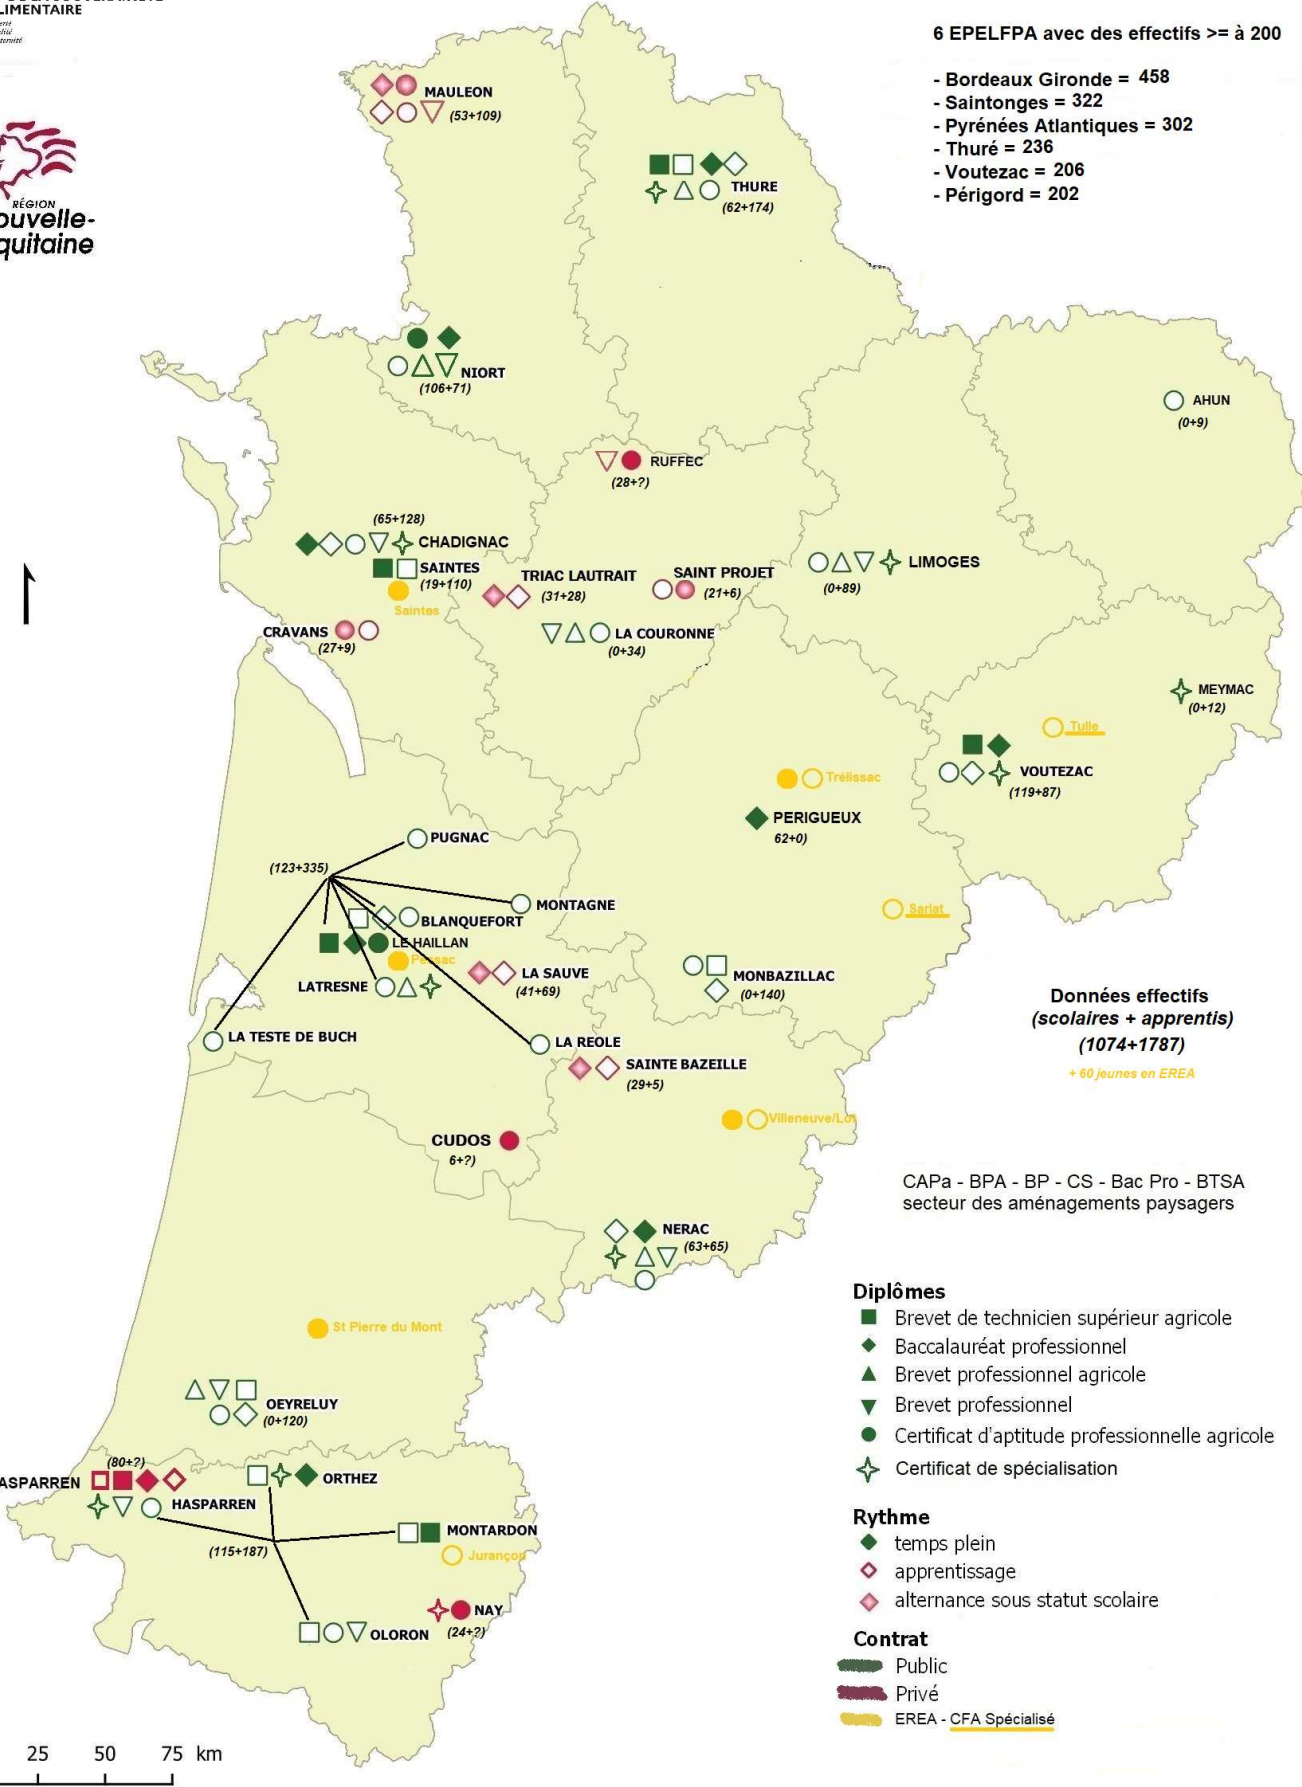 LIMENTAIRE
RÉGION
ouvelle-
quitaine
6 EPELFPA avec des effectifs >= à 200
- Bordeaux Gironde = 458
- Saintonges = 322
- Pyrénées Atlantiques = 302
- Thuré = 236
- Voutezac = 206
- Périgord = 202
MAULEON
(53+109)
THURE
(62+174)
NIORT
(106+71)
AHUN
(0+9)
RUFFEC
(28+?)
(65+128)
CHADIGNAC
SAINTES
(19+110)
Saintes
TRIAC LAUTRAIT
(31+28)
SAINT PROJET
(21+6)
LIMOGES
(0+89)
CRAVANS
(27+9)
LA COURONNE
(0+34)
MEYMAC
(0+12)
Tulle
VOUTEZAC
(119+87)
Trélissac
PERIGUEUX
62+0)
PUGNAC
(123+335)
MONTAGNE
BLANQUEFORT
LE HAILLAN
Pessac
Sarlat
LATRESNE
LA SAUVE
(41+69)
MONBAZILLAC
(0+140)
LA TESTE DE BUCH
LA REOLE
SAINTE BAZEILLE
(29+5)
Données effectifs
(scolaires + apprentis)
(1074+1787)
+ 60 jeunes en EREA
Villeneuve/Lot
CUDOS
6+?)
CAPa - BPA - BP - CS - Bac Pro - BTSA
secteur des aménagements paysagers
NERAC
(63+65)
St Pierre du Mont
OEYRELUY
(0+120)
(80+?)
ASPARREN
HASPARREN
ORTHEZ
MONTARDON
(115+187)
Jurançon
NAY
(24+?)
OLORON
Diplômes
Brevet de technicien supérieur agricole
Baccalauréat professionnel
Brevet professionnel agricole
Brevet professionnel
Certificat d'aptitude professionnelle agricole
Certificat de spécialisation
Rythme
temps plein
apprentissage
alternance sous statut scolaire
Contrat
Public
Privé
EREA - CFA Spécialisé
25 50 75 km